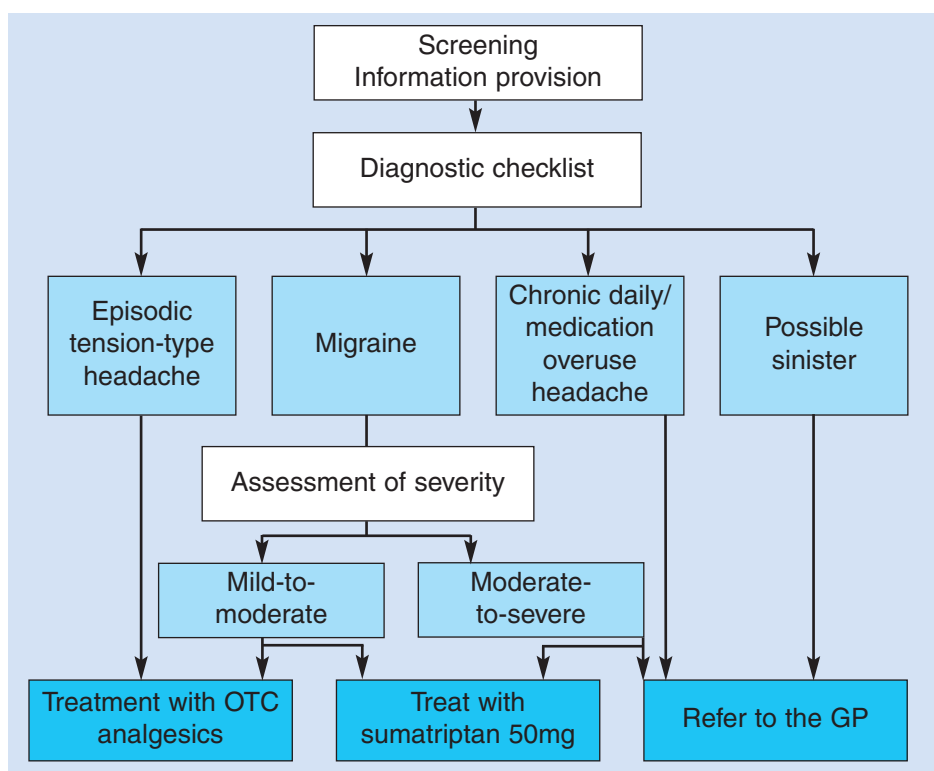 Screening
Information provision
Diagnostic checklist
Episodic
tension-type
headache
Migraine
Chronic daily/
medication
overuse
headache
Possible
sinister
Assessment of severity
Mild-to-
moderate
Moderate-
to-severe
Treatment with OTC
analgesics
Treat with
sumatriptan 50mg
Refer to the GP